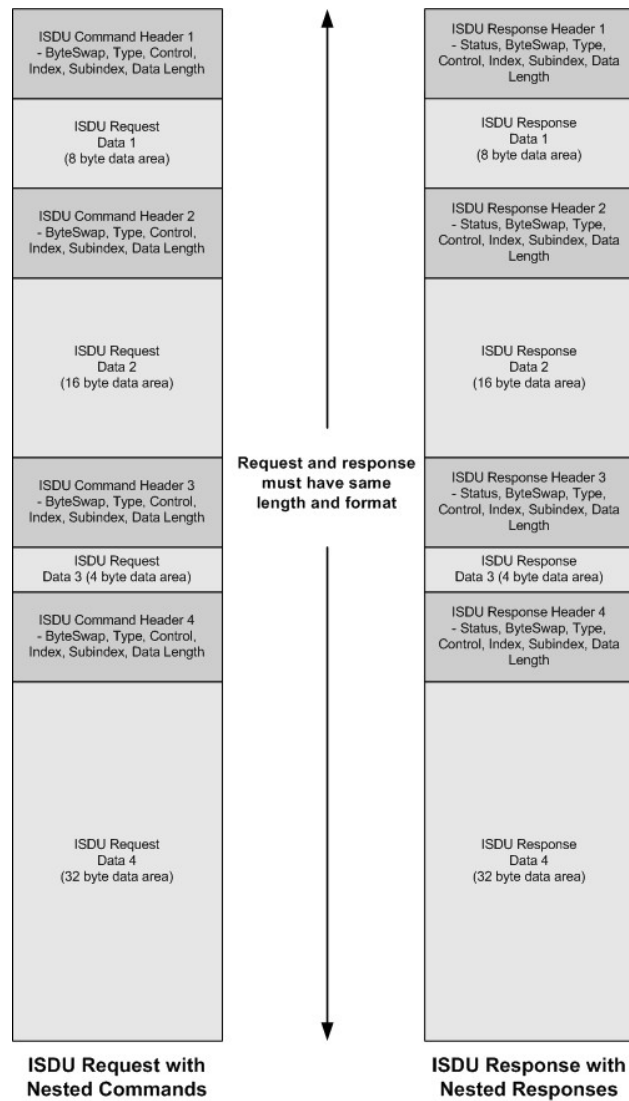 ISDU Command Header 1
- ByteSwap, Type, Control,
Index, Subindex, Data Length
ISDU Request
Data 1
(8 byte data area)
ISDU Command Header 2
- ByteSwap, Type, Control,
Index, Subindex, Data Length
ISDU Request
Data 2
(16 byte data area)
ISDU Command Header 3
- ByteSwap, Type, Control,
Index, Subindex, Data Length
ISDU Request
Data 3 (4 byte data area)
ISDU Command Header 4
- ByteSwap, Type, Control,
Index, Subindex, Data Length
ISDU Request
Data 4
(32 byte data area)
ISDU Request with
Nested Commands
Request and response
must have same
length and format
ISDU Response Header 1
- Status, ByteSwap, Type,
Control, Index, Subindex, Data
Length
ISDU Response
Data 1
(8 byte data area)
ISDU Response Header 2
- Status, ByteSwap, Type,
Control, Index, Subindex, Data
Length
ISDU Response
Data 2
(16 byte data area)
ISDU Response Header 3
- Status, ByteSwap, Type,
Control, Index, Subindex, Data
Length
ISDU Response
Data 3 (4 byte data area)
ISDU Response Header 4
- Status, ByteSwap, Type,
Control, Index, Subindex, Data
Length
ISDU Response
Data 4
(32 byte data area)
ISDU Response with
Nested Responses